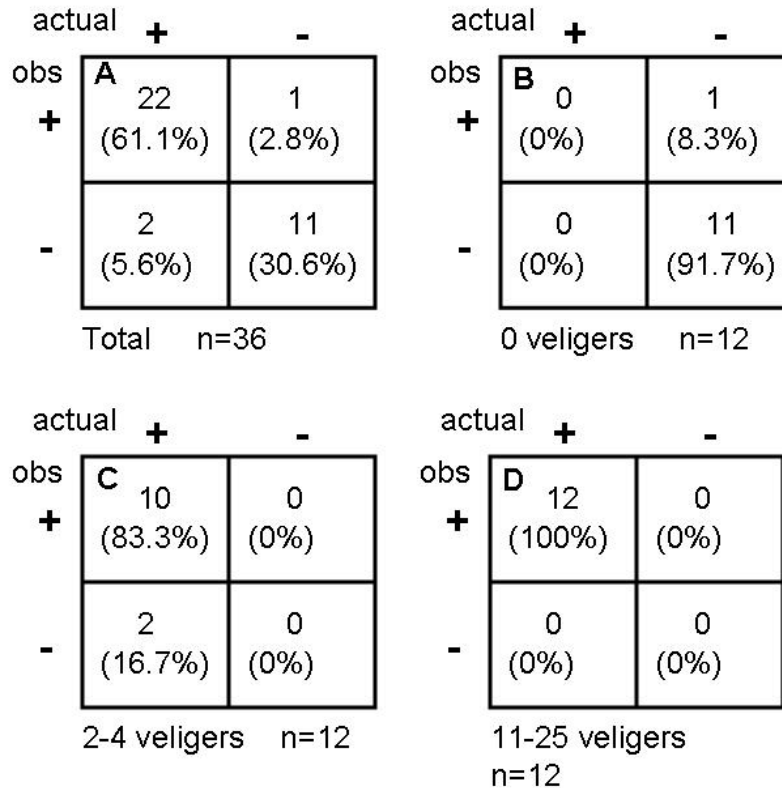 actual + -
obs
A
+ 22 1
(61.1%) (2.8%)
- 2 11
(5.6%) (30.6%)
Total n=36
actual + -
obs
B
+ 0 1
(0%) (8.3%)
- 0 11
(0%) (91.7%)
0 veligers n=12
actual + -
obs
C
+ 10 0
(83.3%) (0%)
- 2 0
(16.7%) (0%)
2-4 veligers n=12
actual + -
obs
D
+ 12 0
(100%) (0%)
- 0 0
(0%) (0%)
11-25 veligers
n=12